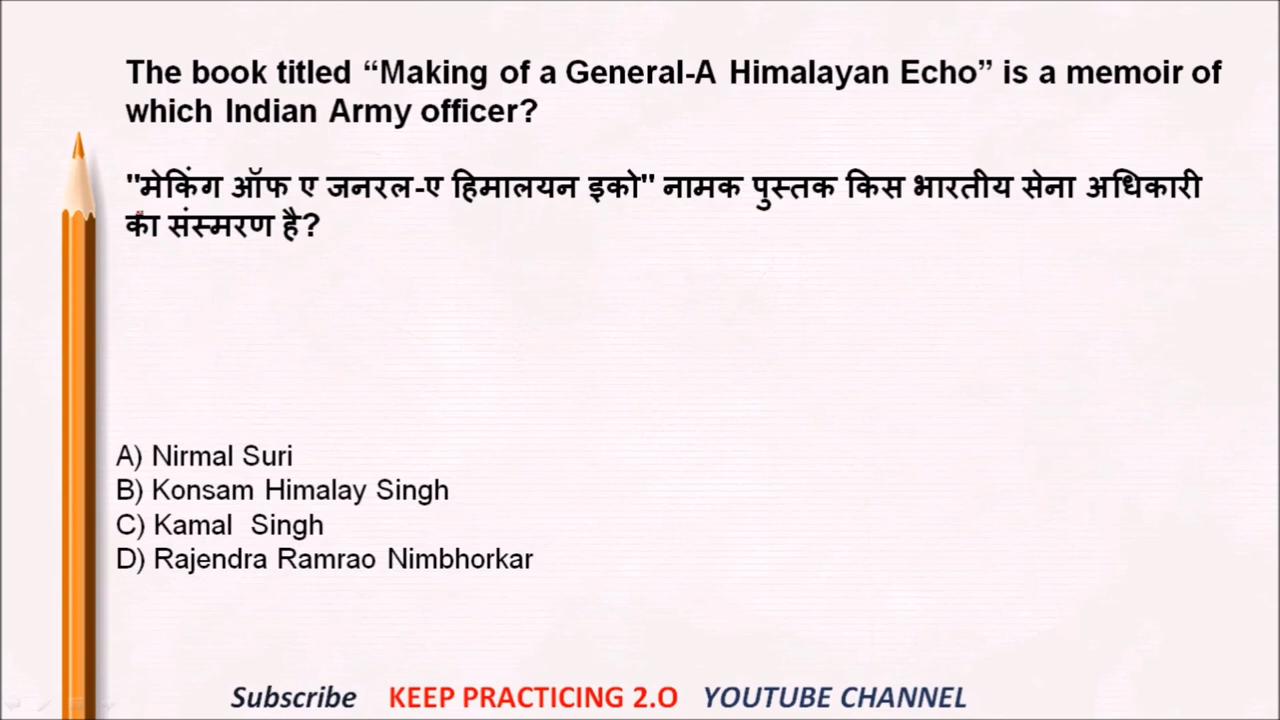 The book titled “Making of a General-A Himalayan Echo” is a memoir of
which Indian Army officer?
"मेकिंग ऑफ ए जनरल-ए हिमालयन इको" नामक पुस्तक किस भारतीय सेना अधिकारी
का संस्मरण है?
A) Nirmal Suri
B) Konsam Himalay Singh
C) Kamal Singh
D) Rajendra Ramrao Nimbhorkar
Subscribe KEEP PRACTICING 2.O YOUTUBE CHANNEL